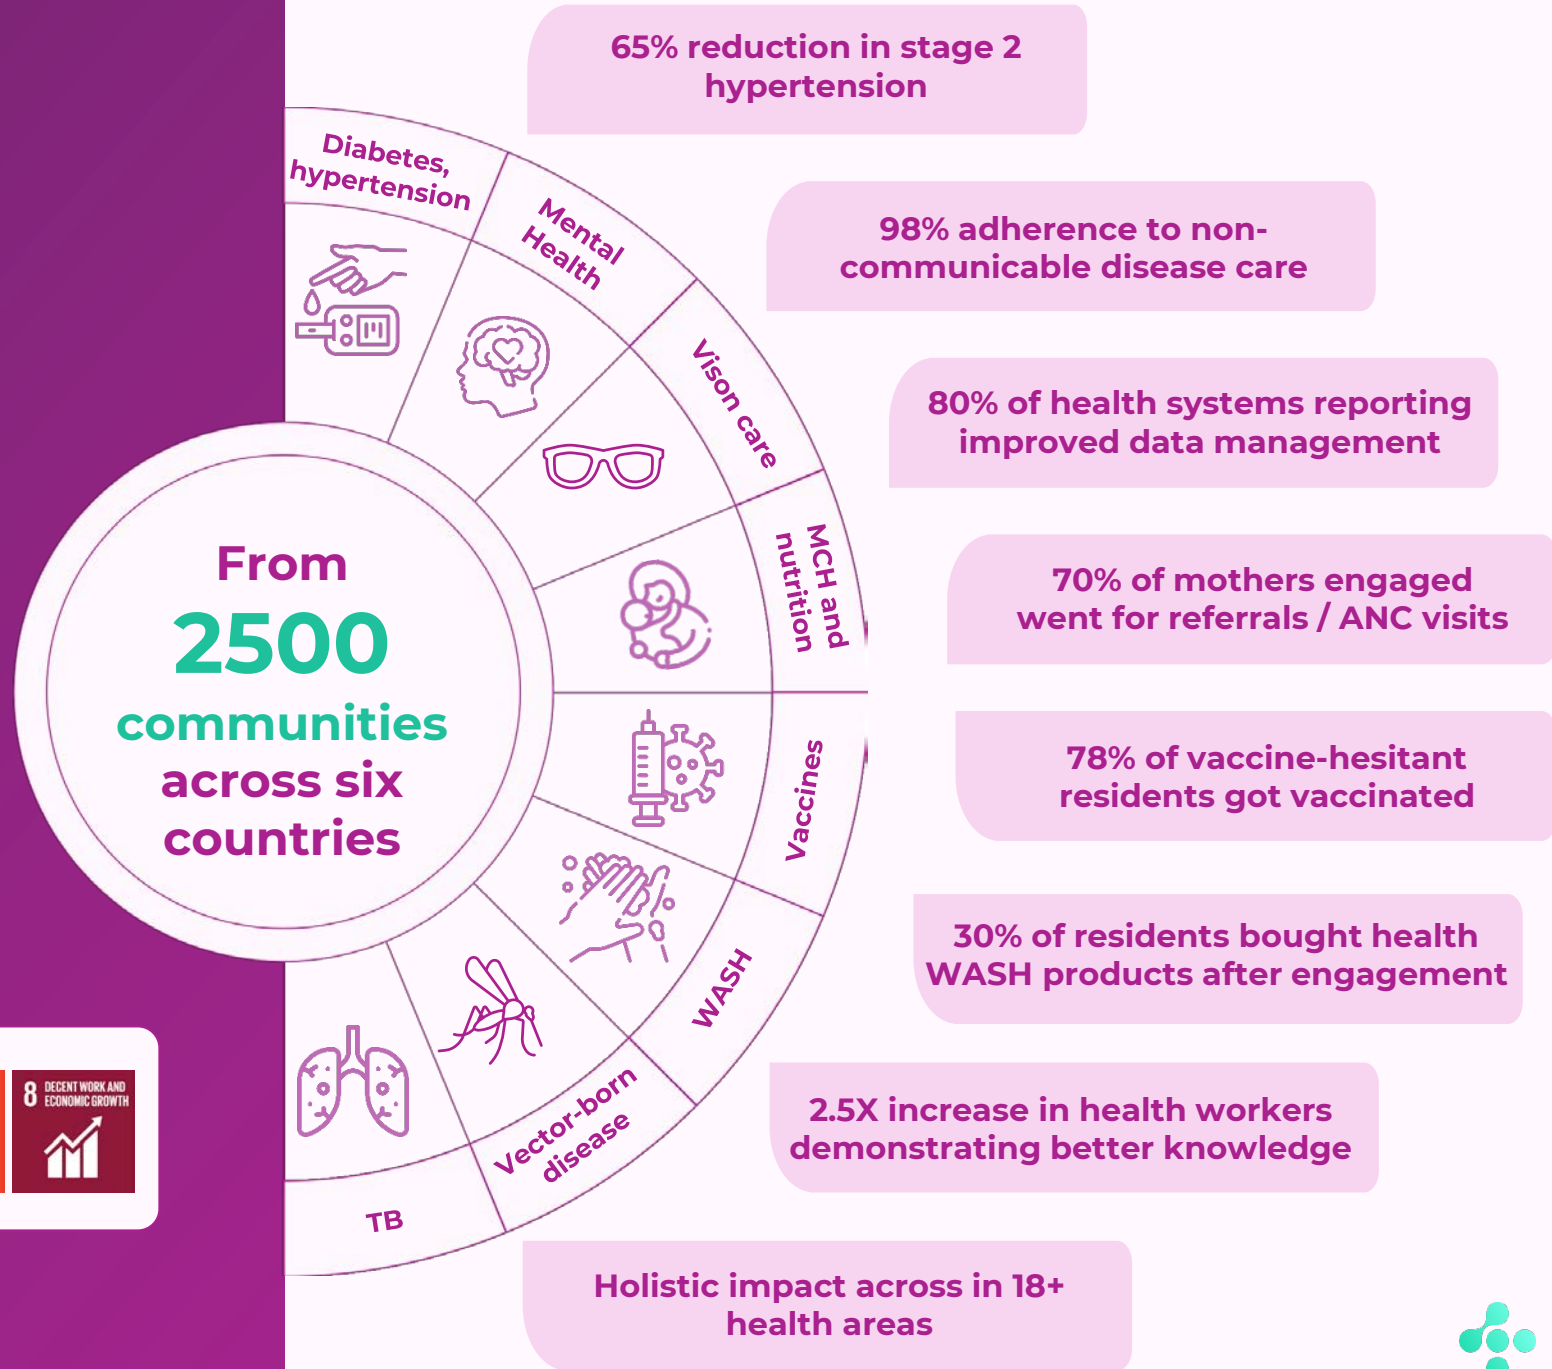 65% reduction in stage 2
hypertension
Diabetes,
hypertension
Mental
Health
98% adherence to non-
communicable disease care
Vison care
80% of health systems reporting
improved data management
MCH and
nutrition
70% of mothers engaged
went for referrals / ANC visits
From
2500
communities
across six
countries
Vaccines
78% of vaccine-hesitant
residents got vaccinated
WASH
30% of residents bought health
WASH products after engagement
Vector-born
disease
2.5X increase in health workers
demonstrating better knowledge
8 DECENT WORK AND
ECONOMIC GROWTH
TB
Holistic impact across in 18+
health areas